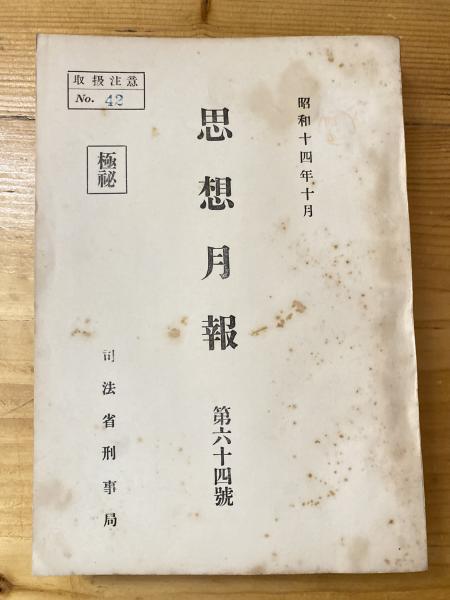 昭和十四年十月
思想月報
第六十四號
取扱注意
No. 42
極祕
司法省刑事局